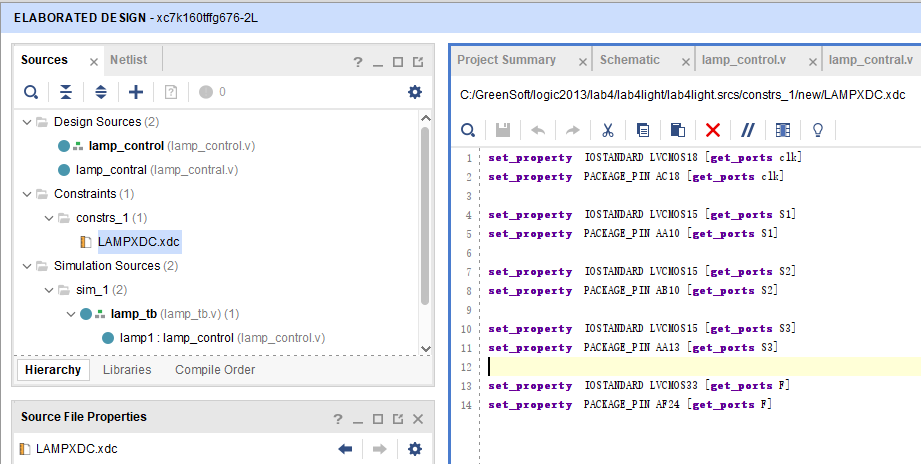 ELABORATED DESIGN - xc7k160tffg676-2L
Sources × Netlist
? _
0
Design Sources (2)
lamp_control (lamp_control.v)
lamp_contral (lamp_contral.v)
Constraints (1)
constrs_1 (1)
LAMPXDC.xdc
Simulation Sources (2)
sim_1 (2)
lamp_tb (lamp_tb.v) (1)
lamp1 : lamp_control (lamp_control.v)
Hierarchy Libraries Compile Order
Source File Properties
? _ ×
LAMPXDC.xdc
Project Summary × Schematic × lamp_control.v × lamp_contral.v
C:/GreenSoft/logic2013/lab4/lab4light/lab4light.srcs/constrs_1/new/LAMPXDC.xdc
1 set_property IOSTANDARD LVCMOS18 [get_ports clk]
2 set_property PACKAGE_PIN AC18 [get_ports clk]
3
4 set_property IOSTANDARD LVCMOS15 [get_ports S1]
5 set_property PACKAGE_PIN AA10 [get_ports S1]
6
7 set_property IOSTANDARD LVCMOS15 [get_ports S2]
8 set_property PACKAGE_PIN AB10 [get_ports S2]
9
10 set_property IOSTANDARD LVCMOS15 [get_ports S3]
11 set_property PACKAGE_PIN AA13 [get_ports S3]
12
13 set_property IOSTANDARD LVCMOS33 [get_ports F]
14 set_property PACKAGE_PIN AF24 [get_ports F]